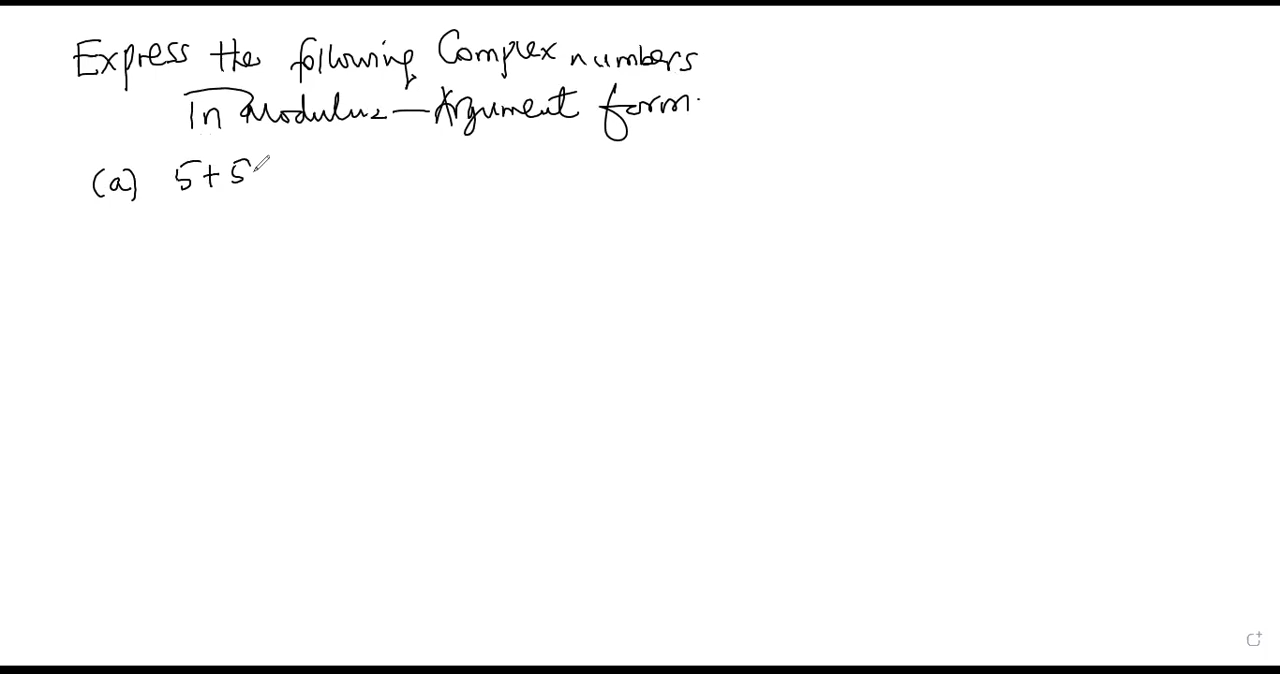 Express the following Complex numbers
In Modulus - Argument form.
(a) 5+5